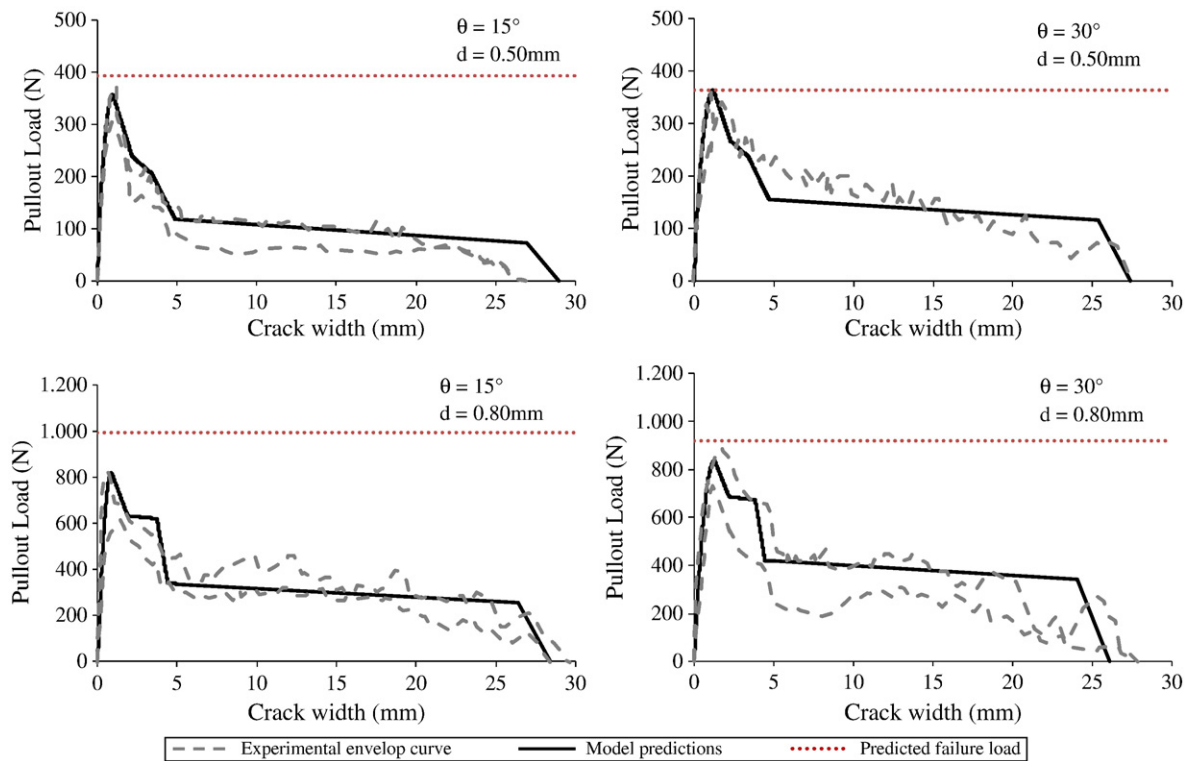 500
400
300
200
100
0
Pullout Load (N)
θ = 15°
d = 0.50mm
0 5 10 15 20 25 30
Crack width (mm)
500
400
300
200
100
0
Pullout Load (N)
θ = 30°
d = 0.50mm
0 5 10 15 20 25 30
Crack width (mm)
1.200
1.000
800
600
400
200
0
Pullout Load (N)
θ = 15°
d = 0.80mm
0 5 10 15 20 25 30
Crack width (mm)
1.200
1.000
800
600
400
200
0
Pullout Load (N)
θ = 30°
d = 0.80mm
0 5 10 15 20 25 30
Crack width (mm)
Experimental envelop curve Model predictions Predicted failure load